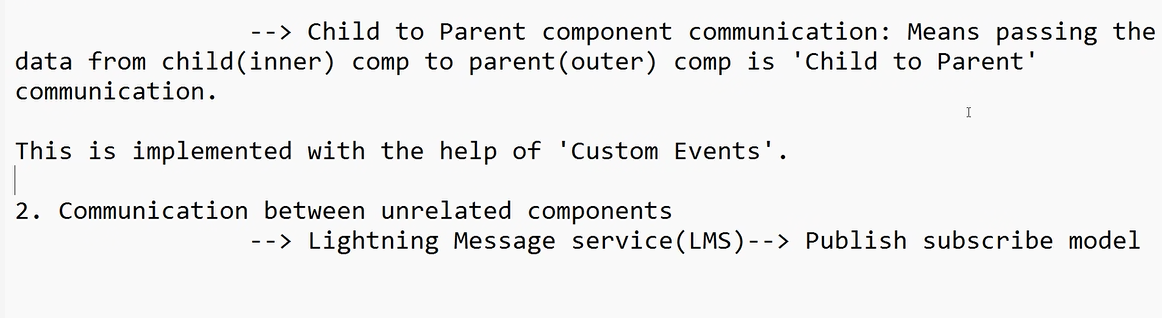 --> Child to Parent component communication: Means passing the
data from child(inner) comp to parent(outer) comp is 'Child to Parent'
communication.
This is implemented with the help of 'Custom Events'.
2. Communication between unrelated components
--> Lightning Message service(LMS)--> Publish subscribe model